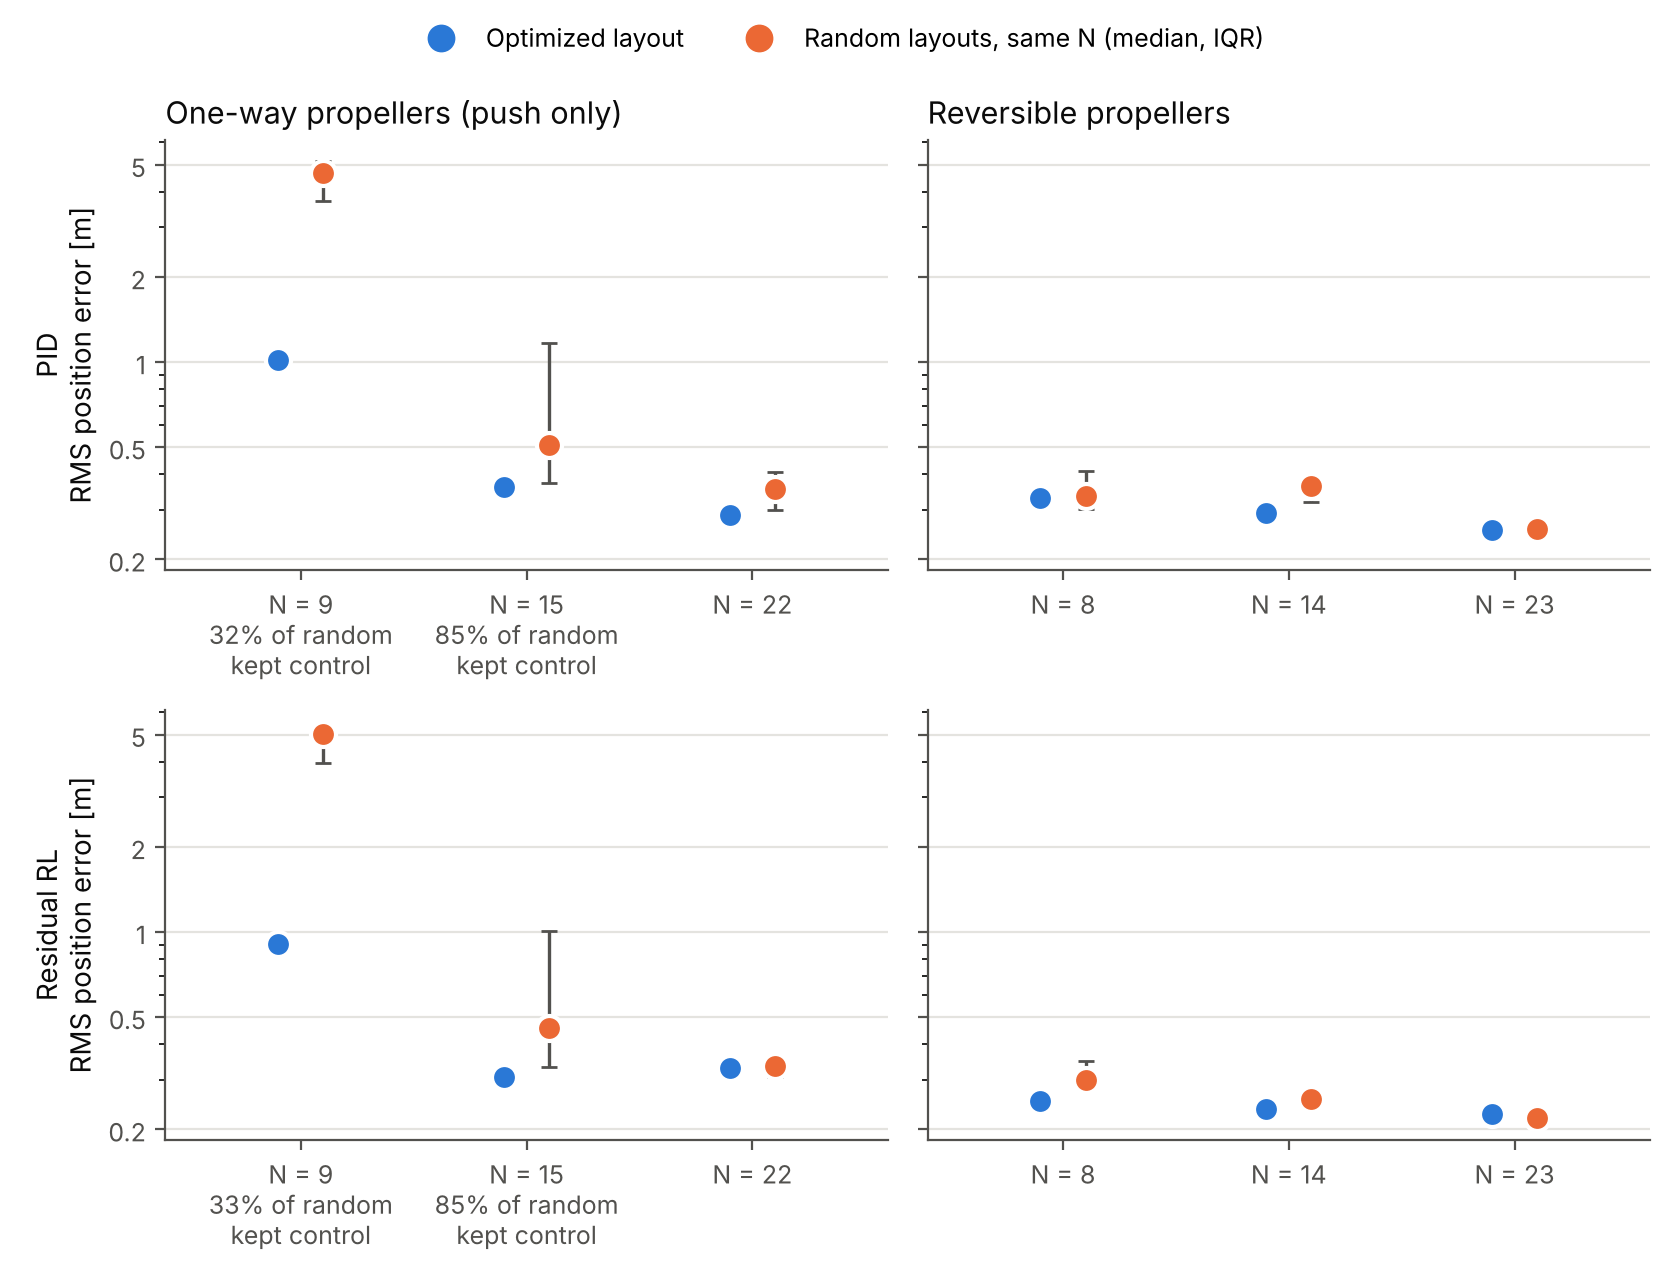 Optimized layout
Random layouts, same N (median, IQR)
One-way propellers (push only)
Reversible propellers
PID
RMS position error [m]
5
2
1
0.5
0.2
N = 9
32% of random
kept control
N = 15
85% of random
kept control
N = 22
N = 8
N = 14
N = 23
Residual RL
RMS position error [m]
5
2
1
0.5
0.2
N = 9
33% of random
kept control
N = 15
85% of random
kept control
N = 22
N = 8
N = 14
N = 23